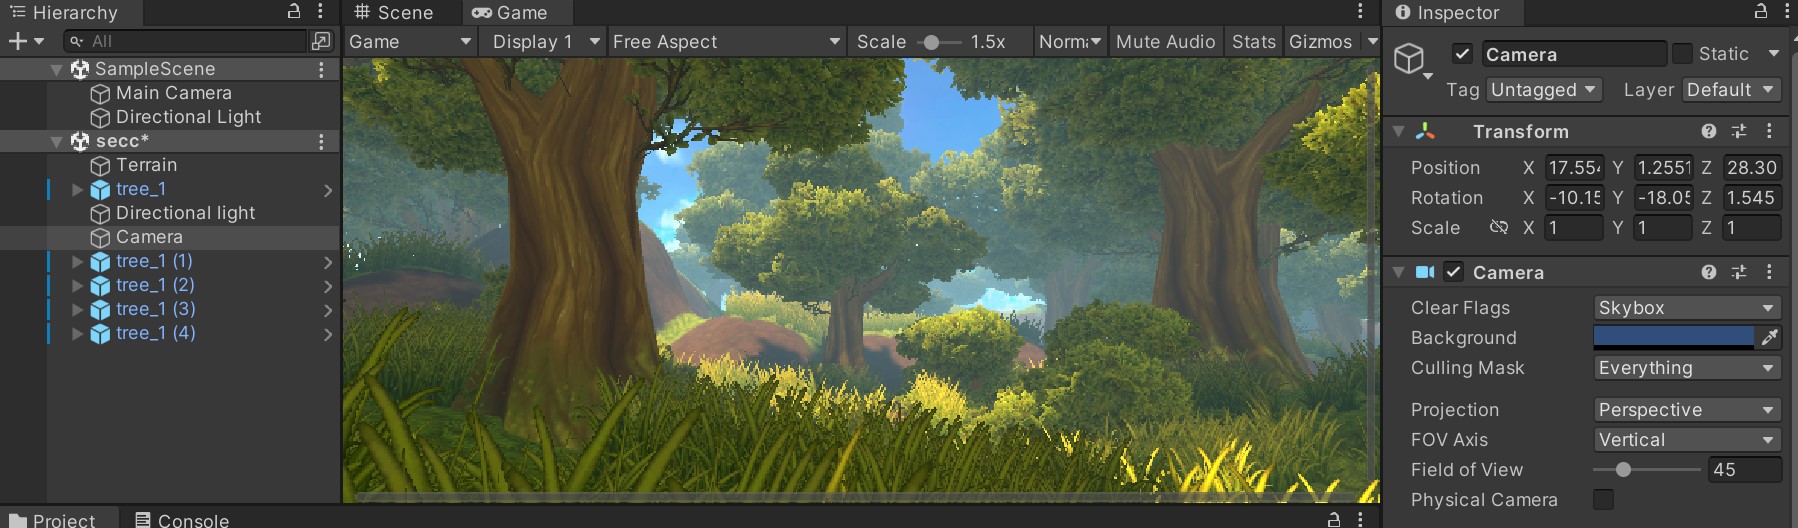 Hierarchy
All
SampleScene
Main Camera
Directional Light
secc*
Terrain
tree_1
Directional light
Camera
tree_1 (1)
tree_1 (2)
tree_1 (3)
tree_1 (4)
Project Console
Scene Game
Game Display 1 Free Aspect Scale 1.5x Mute Audio Stats Gizmos
Inspector
Camera Static
Tag Untagged Layer Default
Transform
Position X 17.55 Y 1.2551 Z 28.30
Rotation X -10.15 Y -18.05 Z 1.545
Scale X 1 Y 1 Z 1
Camera
Clear Flags Skybox
Background
Culling Mask Everything
Projection Perspective
FOV Axis Vertical
Field of View 45
Physical Camera